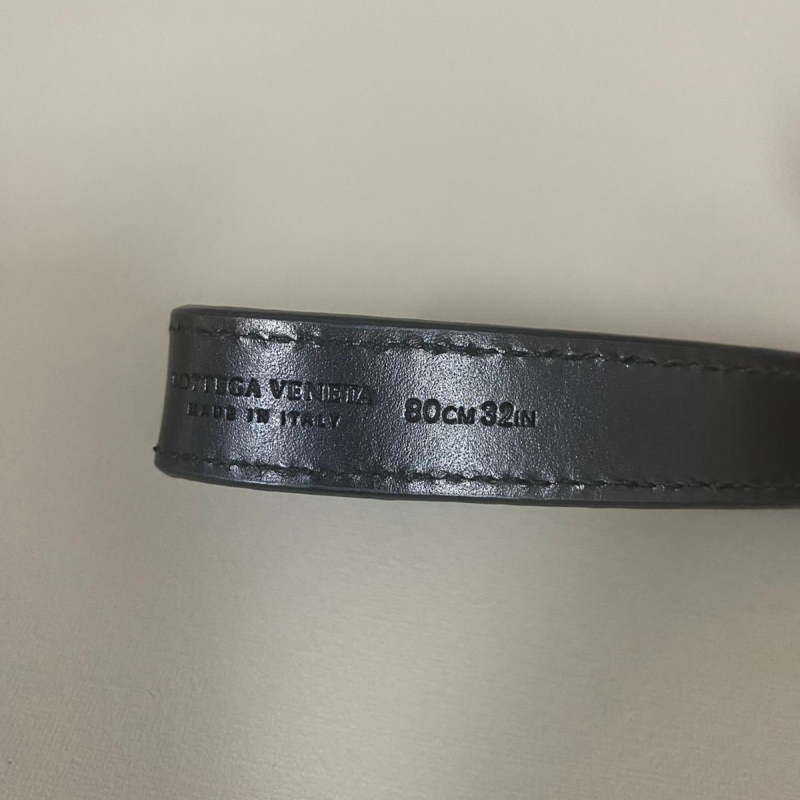 BOTTEGA VENETA
MADE IN ITALY
80CM 32IN